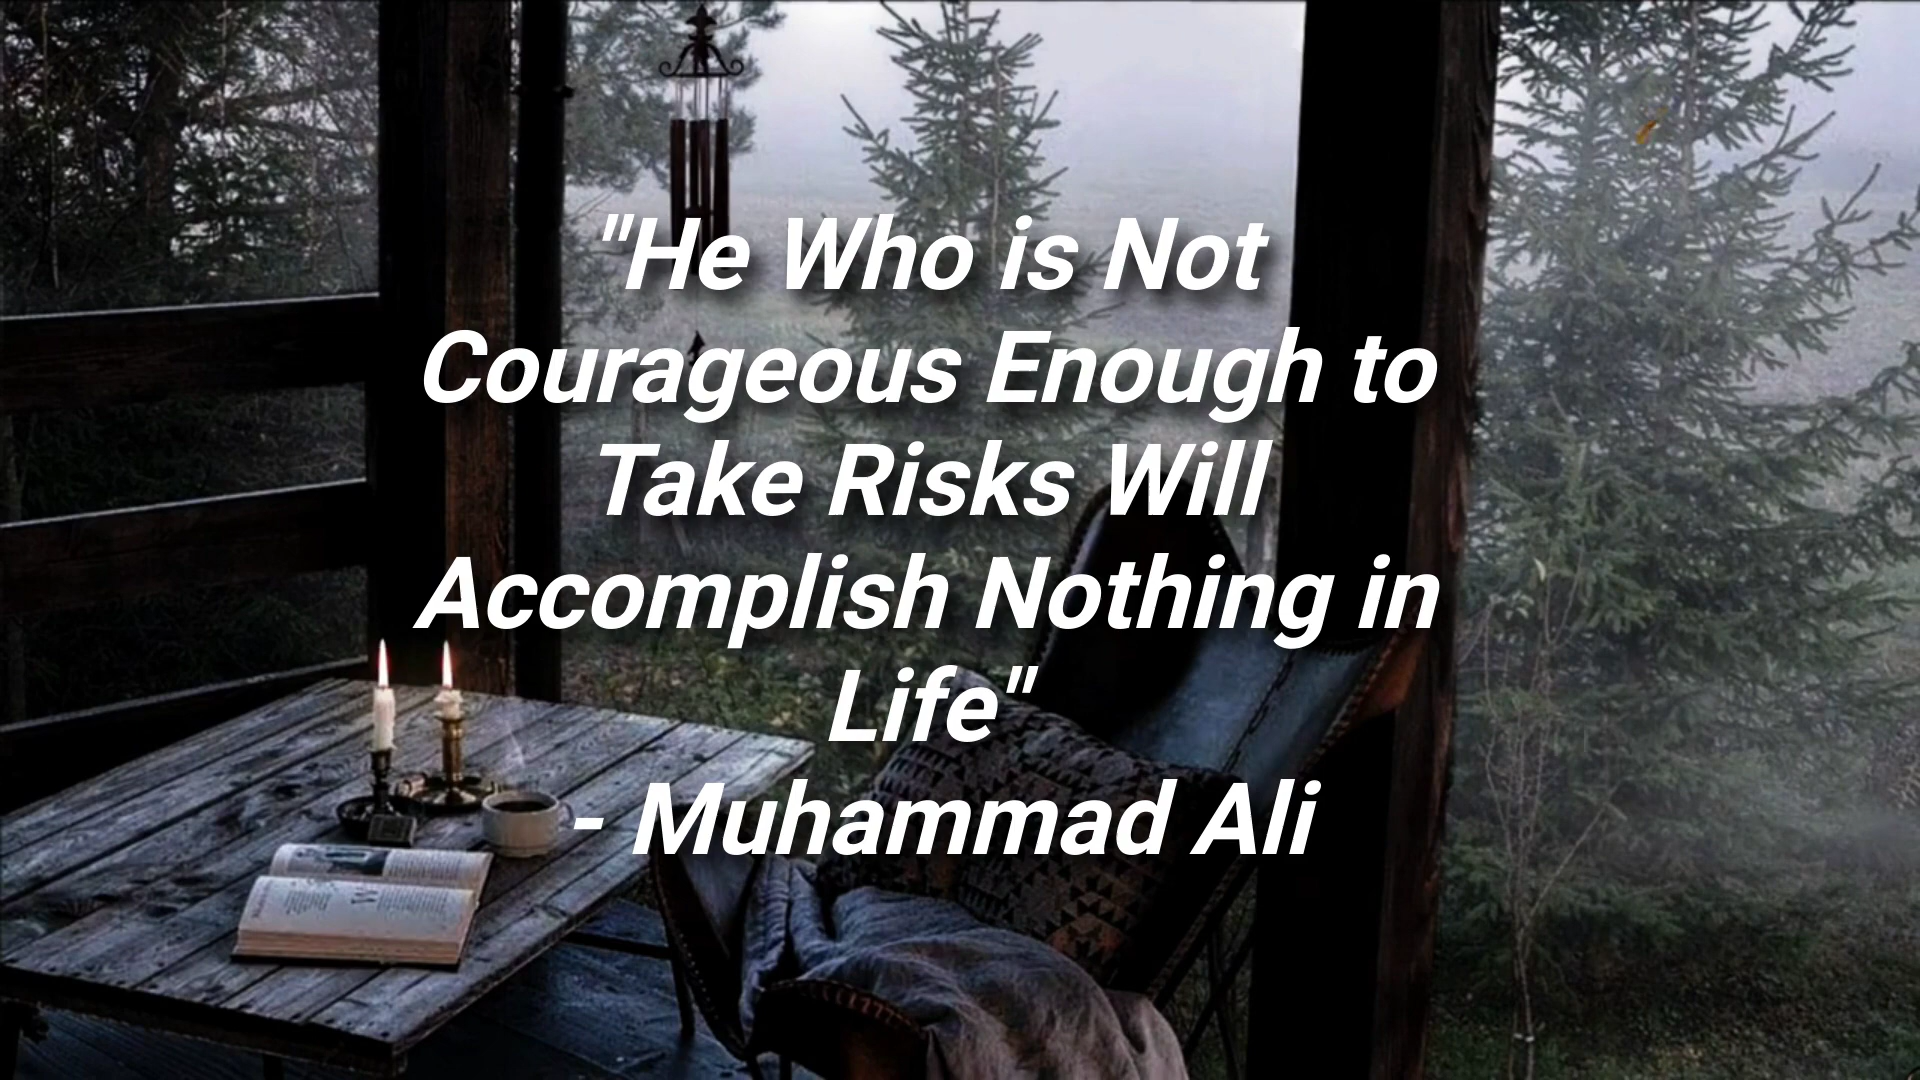 "He Who is Not
Courageous Enough to
Take Risks Will
Accomplish Nothing in
Life"
- Muhammad Ali